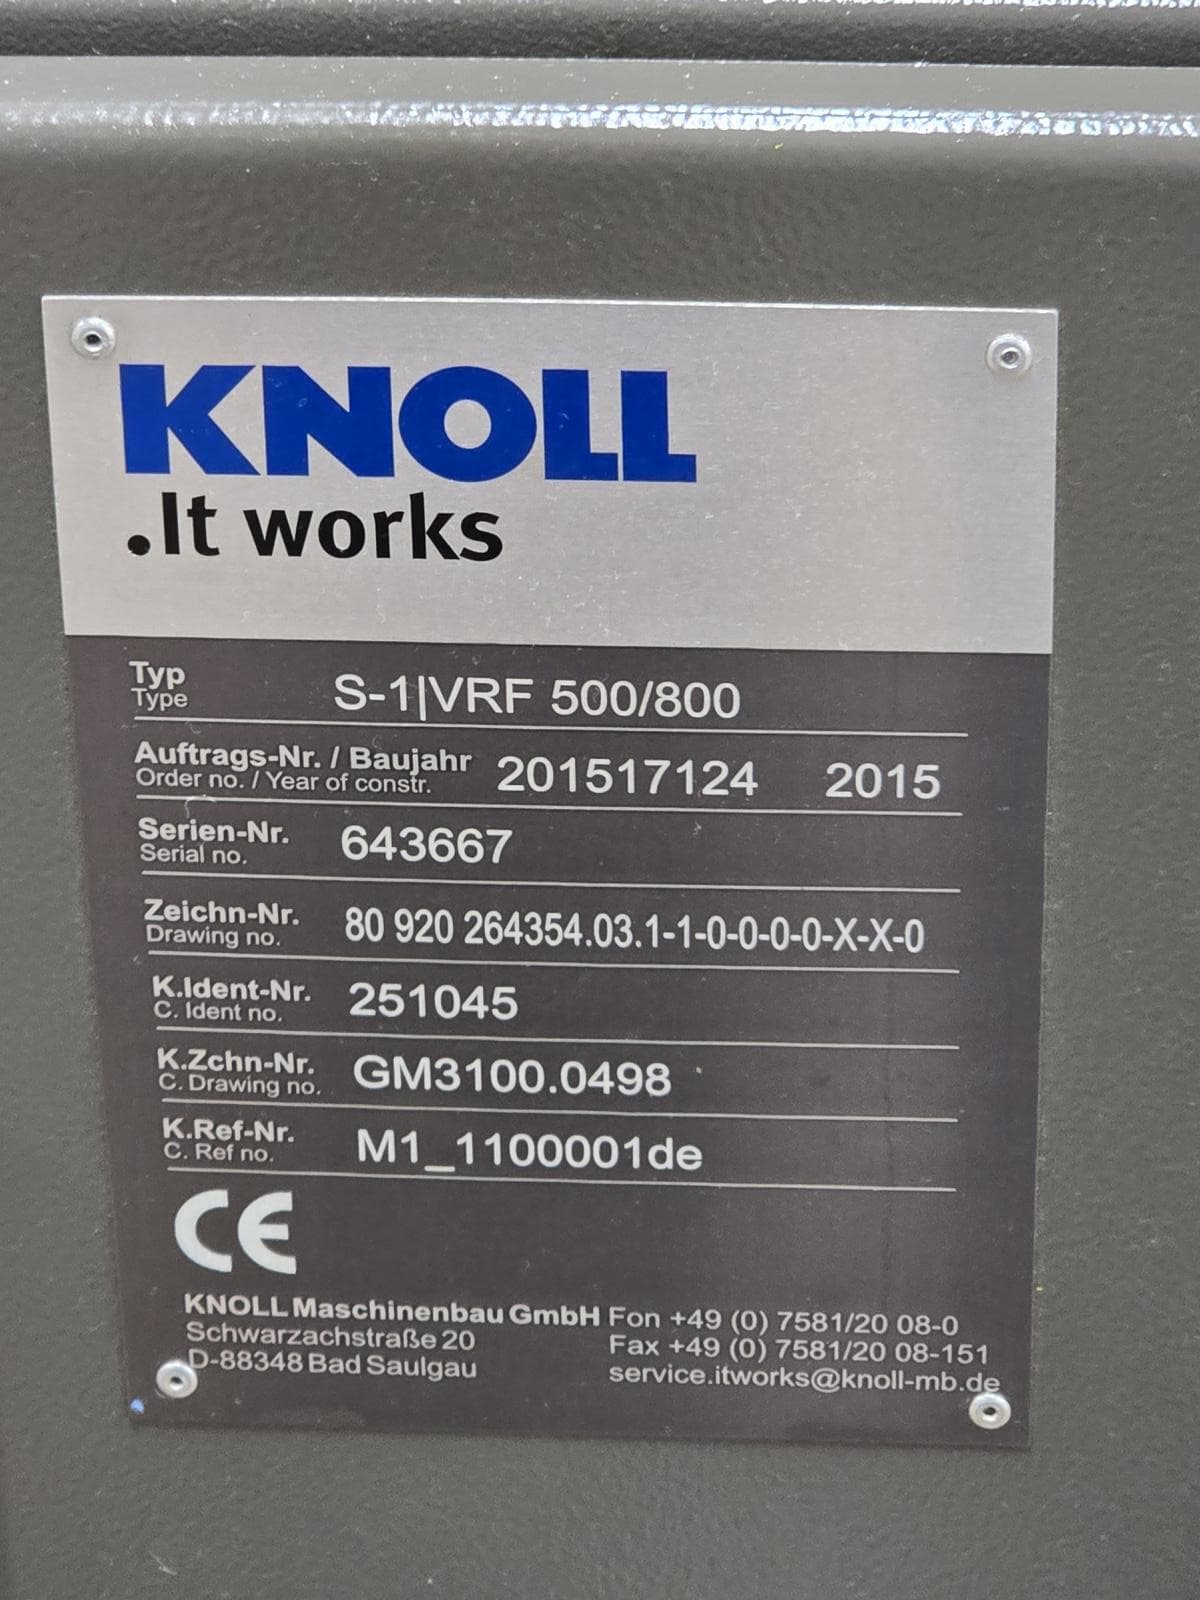 KNOLL
.It works
Typ
Type
S-1|VRF 500/800
Auftrags-Nr. / Baujahr
Order no. / Year of constr.
201517124 2015
Serien-Nr.
Serial no.
643667
Zeichn-Nr.
Drawing no.
80 920 264354.03.1-1-0-0-0-0-X-X-0
K.Ident-Nr.
C. Ident no.
251045
K.Zchn-Nr.
C. Drawing no.
GM3100.0498
K.Ref-Nr.
C. Ref no.
M1_1100001de
CE
KNOLL Maschinenbau GmbH Fon +49 (0) 7581/20 08-0
Schwarzachstraße 20 Fax +49 (0) 7581/20 08-151
D-88348 Bad Saulgau service.itworks@knoll-mb.de